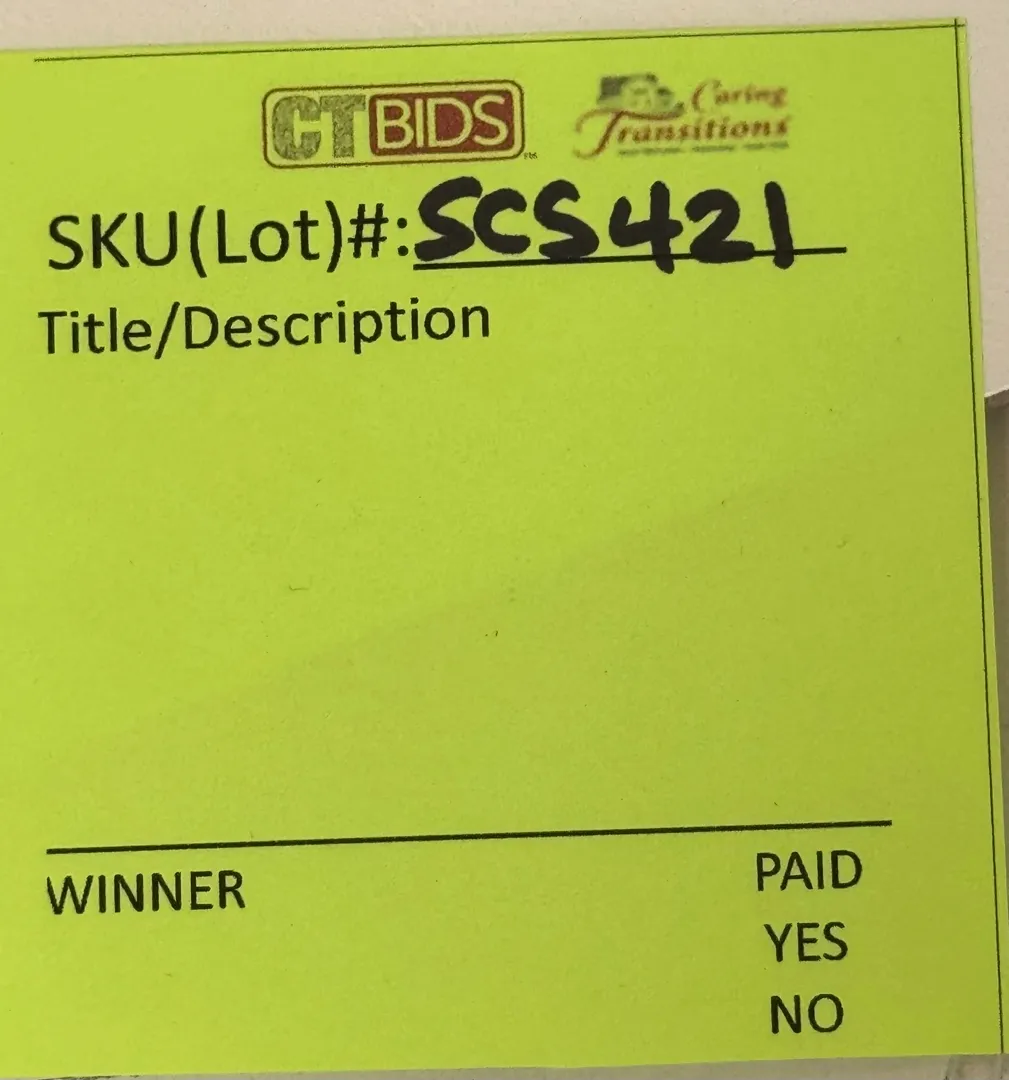 CTBIDS Caring
Transitions
SKU(Lot)#: SCS421
Title/Description
WINNER PAID
YES
NO